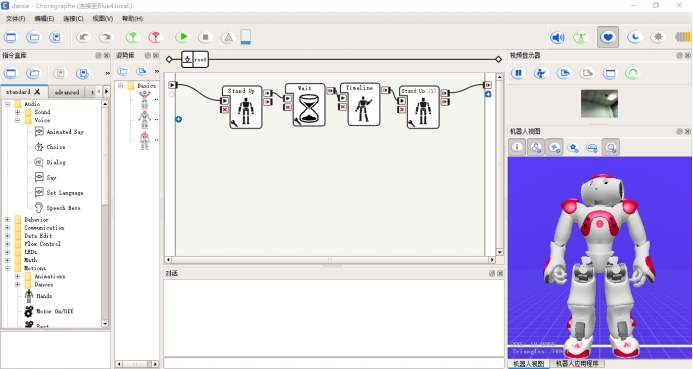 dance - Choregraphe (连接至Blue4.local.)
文件(F) 编辑(E) 连接(C) 视图(V) 帮助(H)
指令盒库
姿势库
root
视频显示器
standard
advanced
Basics
Audio
Sound
Voice
Animated Say
Choice
Dialog
Say
Set Language
Speech Reco.
Behavior
Communication
Data Edit
Flow Control
LEDs
Math
Motions
Animations
Dances
Hands
Motor On/Off
Rest
Stand Up
Wait
Timeline
Stand Up (1)
对话
机器人视图
机器人视图
机器人应用程库